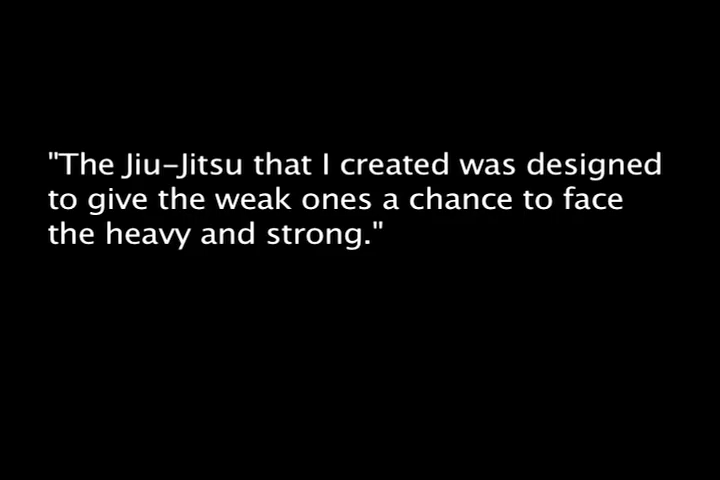 "The Jiu-Jitsu that I created was designed
to give the weak ones a chance to face
the heavy and strong."